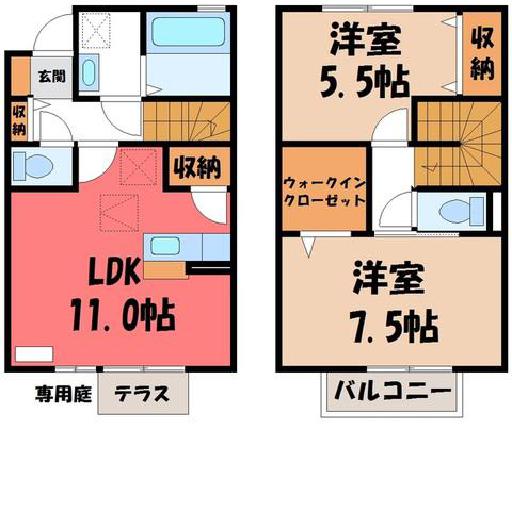 玄関
収納
収納
LDK
11.0帖
専用庭
テラス
洋室
5.5帖
収納
ウォークイン
クローゼット
洋室
7.5帖
バルコニー